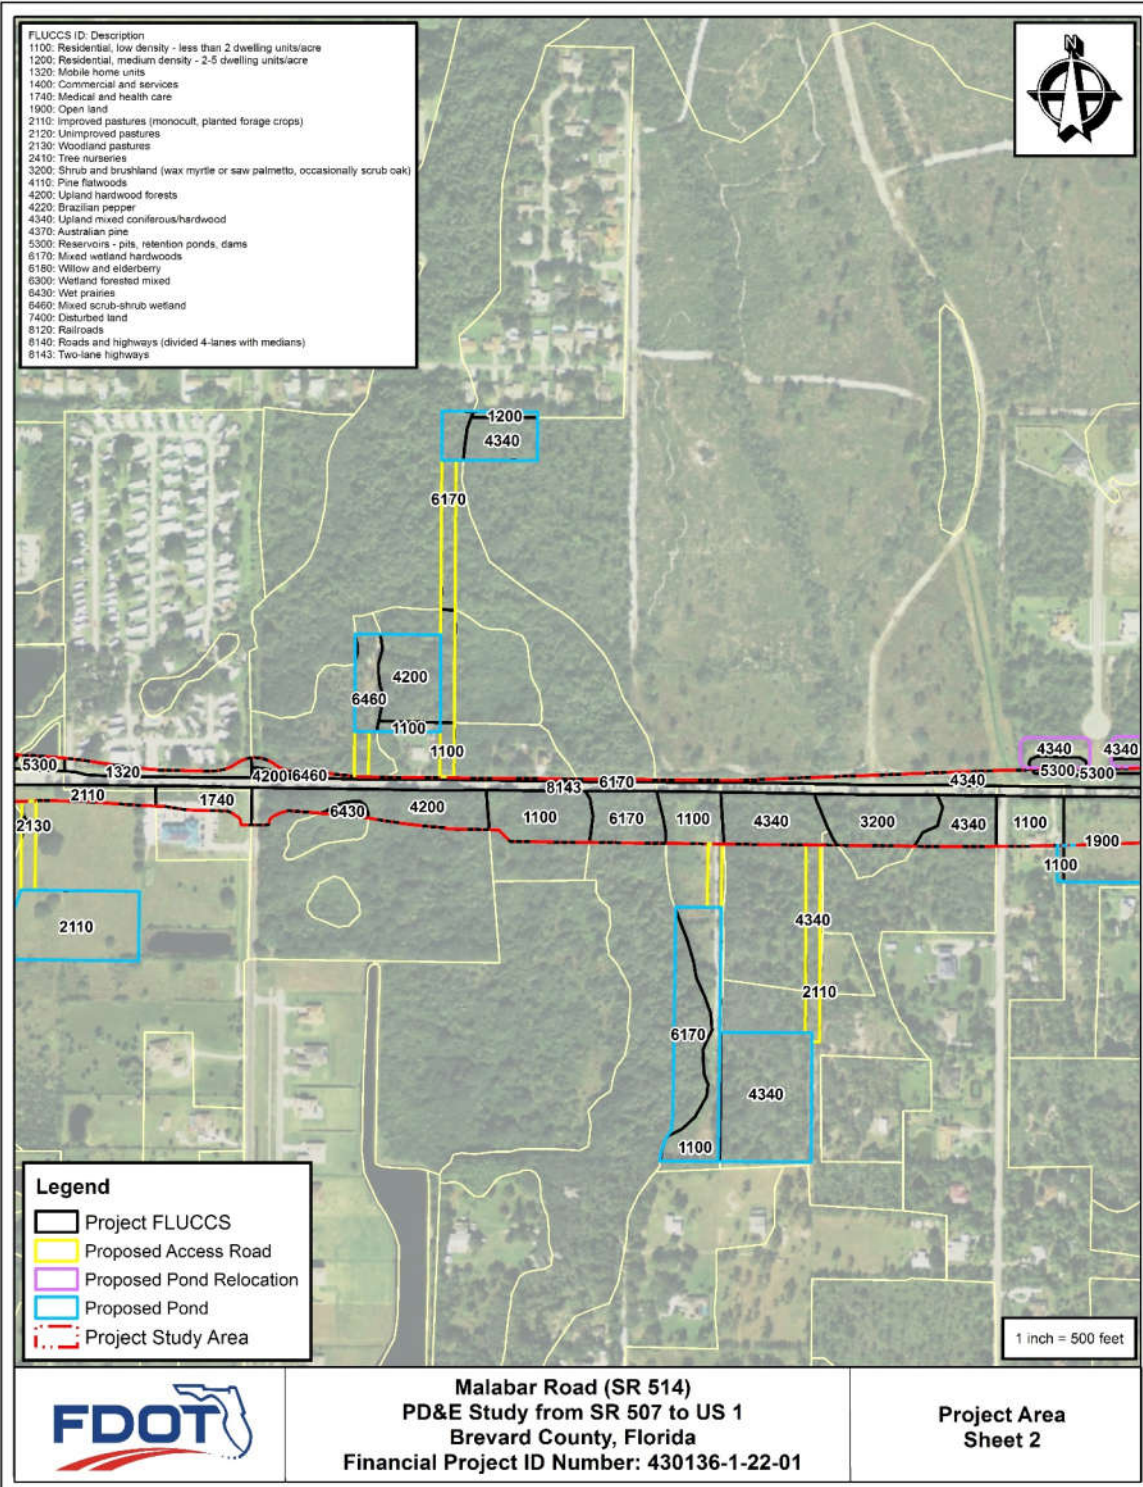 FLUCCS ID: Description
1100: Residential, low density - less than 2 dwelling units/acre
1200: Residential, medium density - 2-5 dwelling units/acre
1320: Mobile home units
1400: Commercial and services
1740: Medical and health care
1900: Open land
2110: Improved pastures (monocult, planted forage crops)
2120: Unimproved pastures
2130: Woodland pastures
2410: Tree nurseries
3200: Shrub and brushland (wax myrtle or saw palmetto, occasionally scrub oak)
4110: Pine flatwoods
4200: Upland hardwood forests
4220: Brazilian pepper
4340: Upland mixed coniferous/hardwood
4370: Australian pine
5300: Reservoirs - pits, retention ponds, dams
6170: Mixed wetland hardwoods
6180: Willow and elderberry
6300: Wetland forested mixed
6430: Wet prairies
6460: Mixed scrub-shrub wetland
7400: Disturbed land
8120: Railroads
8140: Roads and highways (divided 4-lanes with medians)
8143: Two-lane highways
N
1200
4340
6170
4200
6460
1100
1100
4340 4340
5300 1320 4200 6460 6170 4340 5300 5300
8143
2110 1740 6430 4200 1100 6170 1100 4340 3200 4340 1100 1900
2130
1100
2110
4340
2110
6170
4340
1100
Legend
Project FLUCCS
Proposed Access Road
Proposed Pond Relocation
Proposed Pond
Project Study Area
1 inch = 500 feet
FDOT
Malabar Road (SR 514)
PD&E Study from SR 507 to US 1
Brevard County, Florida
Financial Project ID Number: 430136-1-22-01
Project Area
Sheet 2